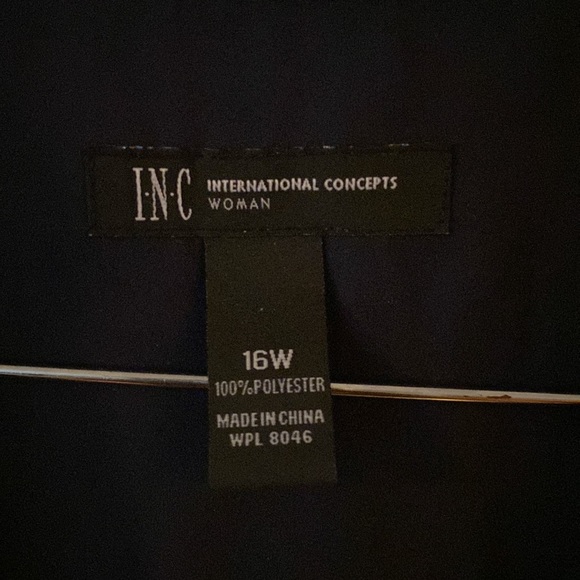 I·N·C INTERNATIONAL CONCEPTS
WOMAN
16W
100%POLYESTER
MADE IN CHINA
WPL 8046